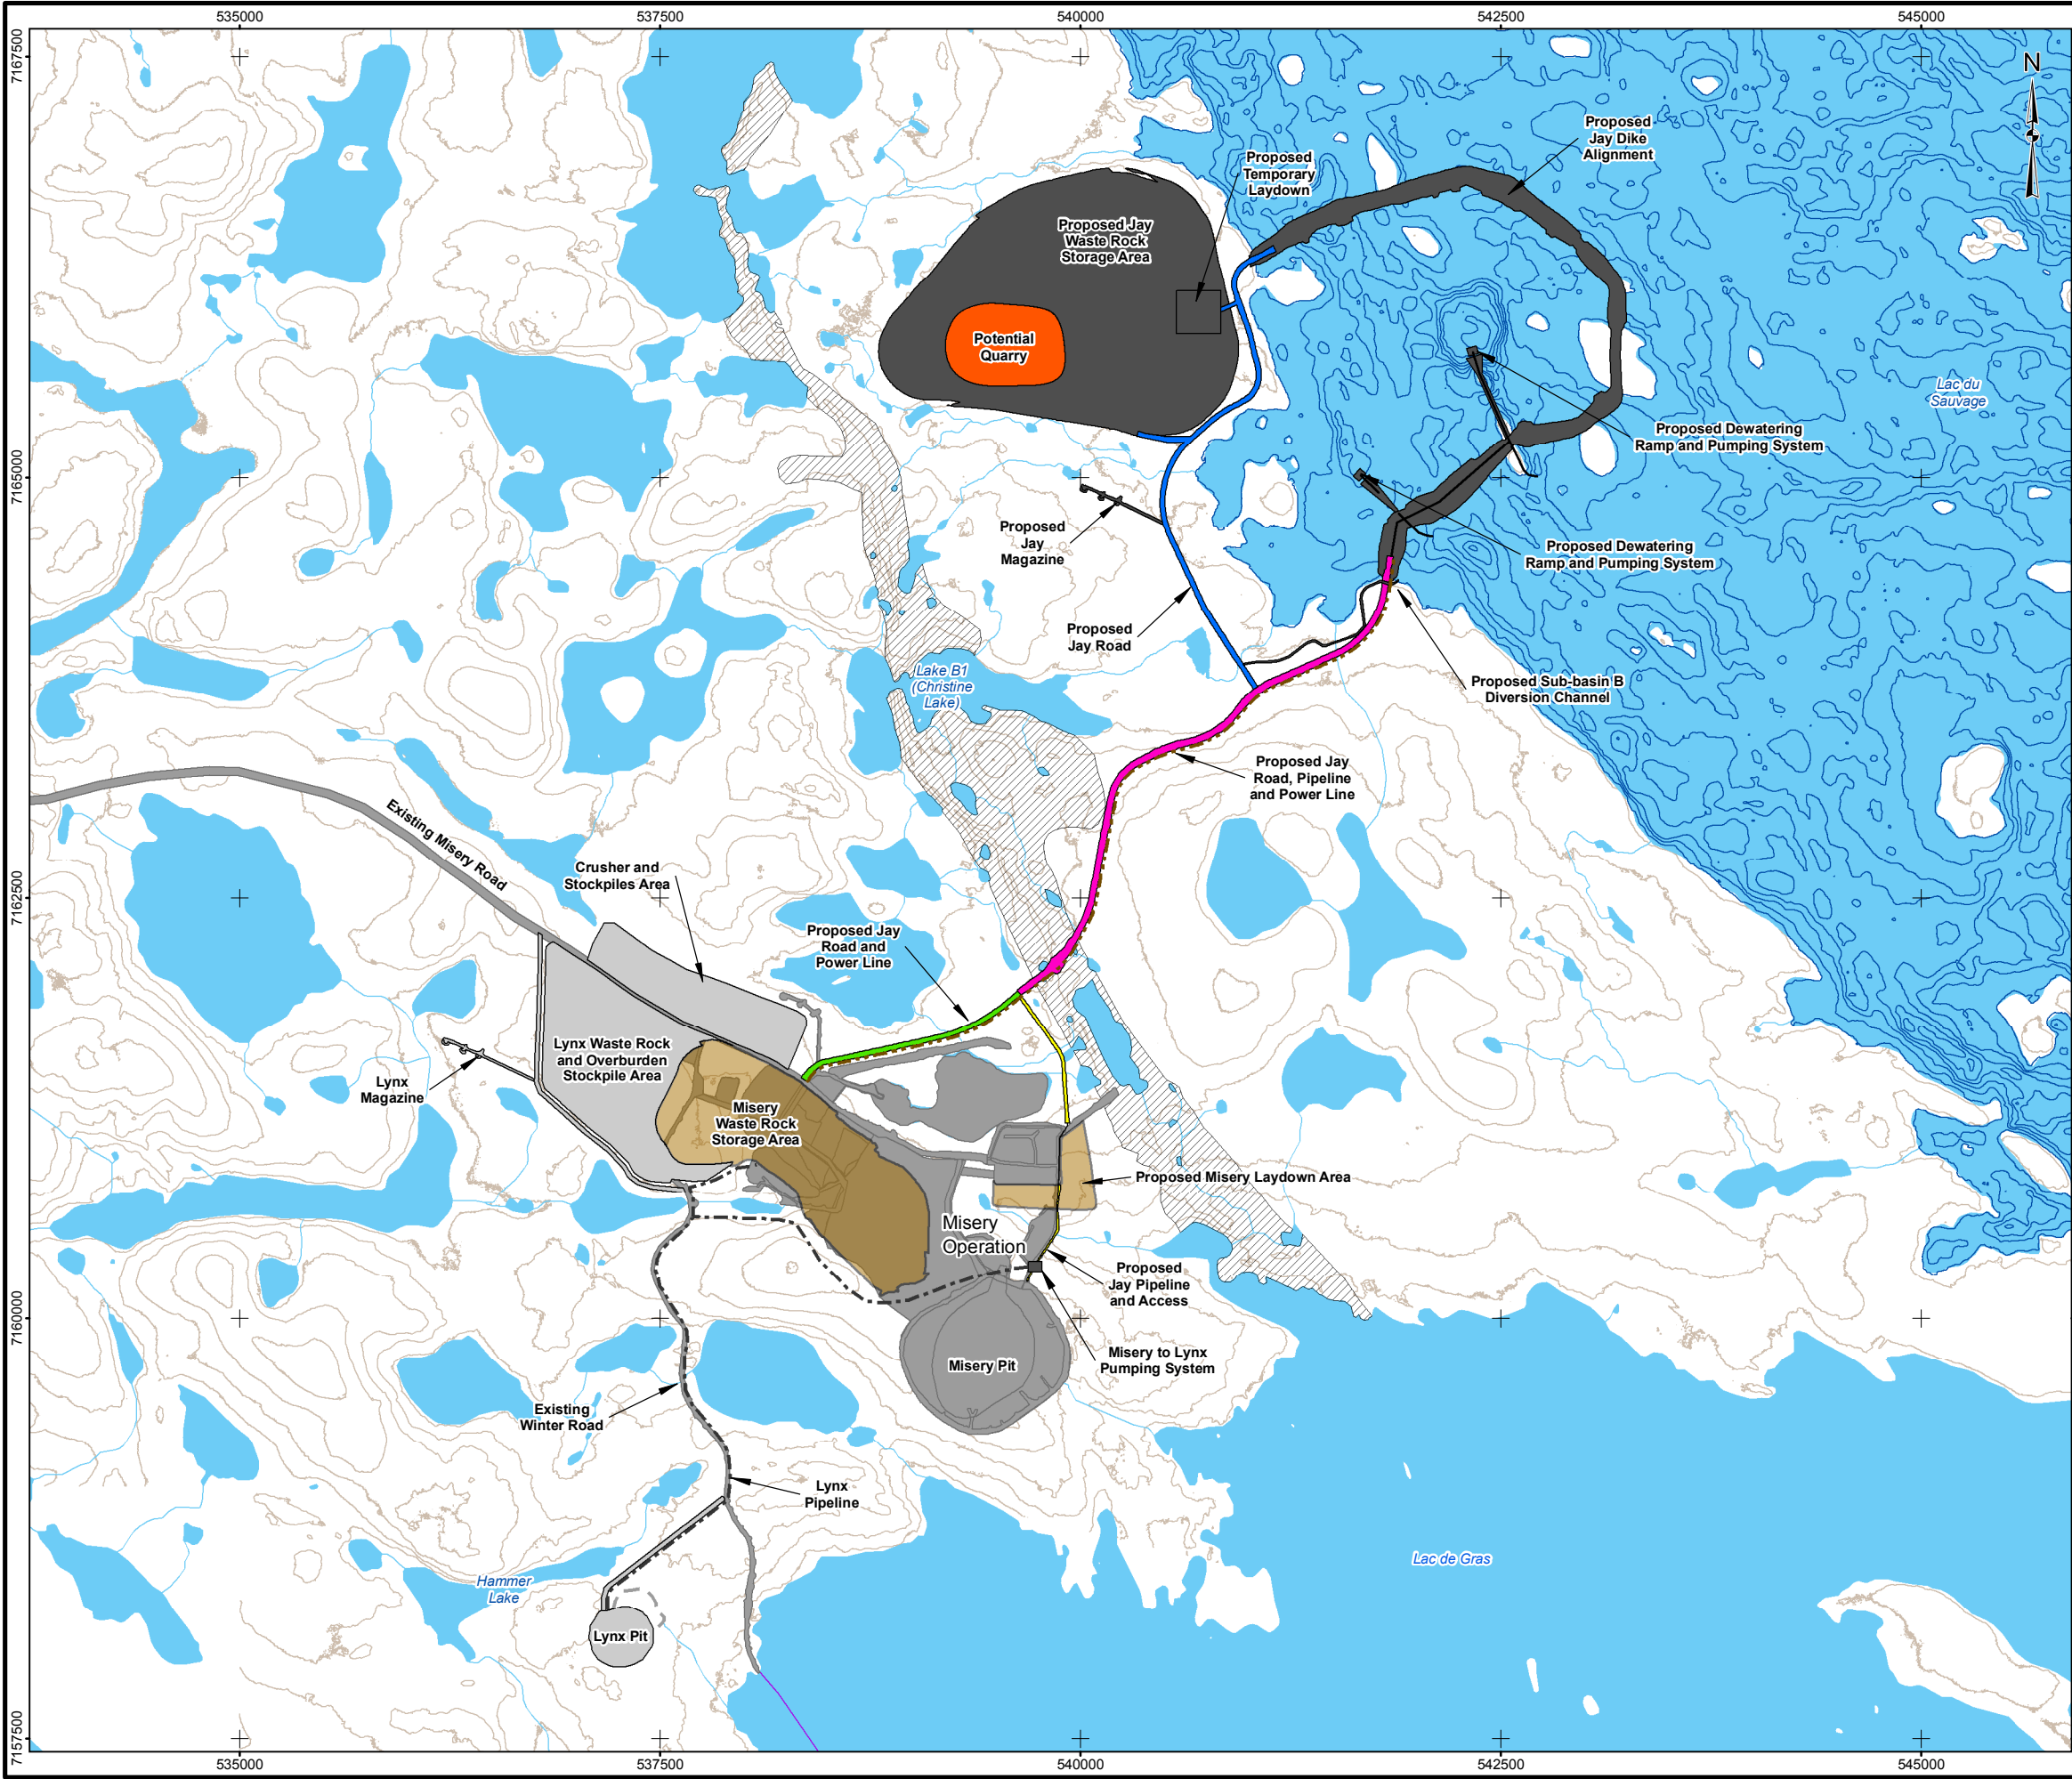 535000
537500
540000
542500
545000
7167500
7165000
7162500
7160000
7157500
N
Proposed
Jay Dike
Alignment
Proposed
Temporary
Laydown
Proposed Jay
Waste Rock
Storage Area
Potential
Quarry
Lac du
Sauvage
Proposed Dewatering
Ramp and Pumping System
Proposed
Jay
Magazine
Proposed Dewatering
Ramp and Pumping System
Proposed
Jay Road
Lake B1
(Christine
Lake)
Proposed Sub-basin B
Diversion Channel
Proposed Jay
Road, Pipeline
and Power Line
Existing Misery Road
Crusher and
Stockpiles Area
Proposed Jay
Road and
Power Line
Lynx Waste Rock
and Overburden
Stockpile Area
Lynx
Magazine
Misery
Waste Rock
Storage Area
Proposed Misery Laydown Area
Misery
Operation
Proposed
Jay Pipeline
and Access
Misery to Lynx
Pumping System
Misery Pit
Existing
Winter Road
Lynx
Pipeline
Lac de Gras
Hammer
Lake
Lynx Pit
535000
537500
540000
542500
545000